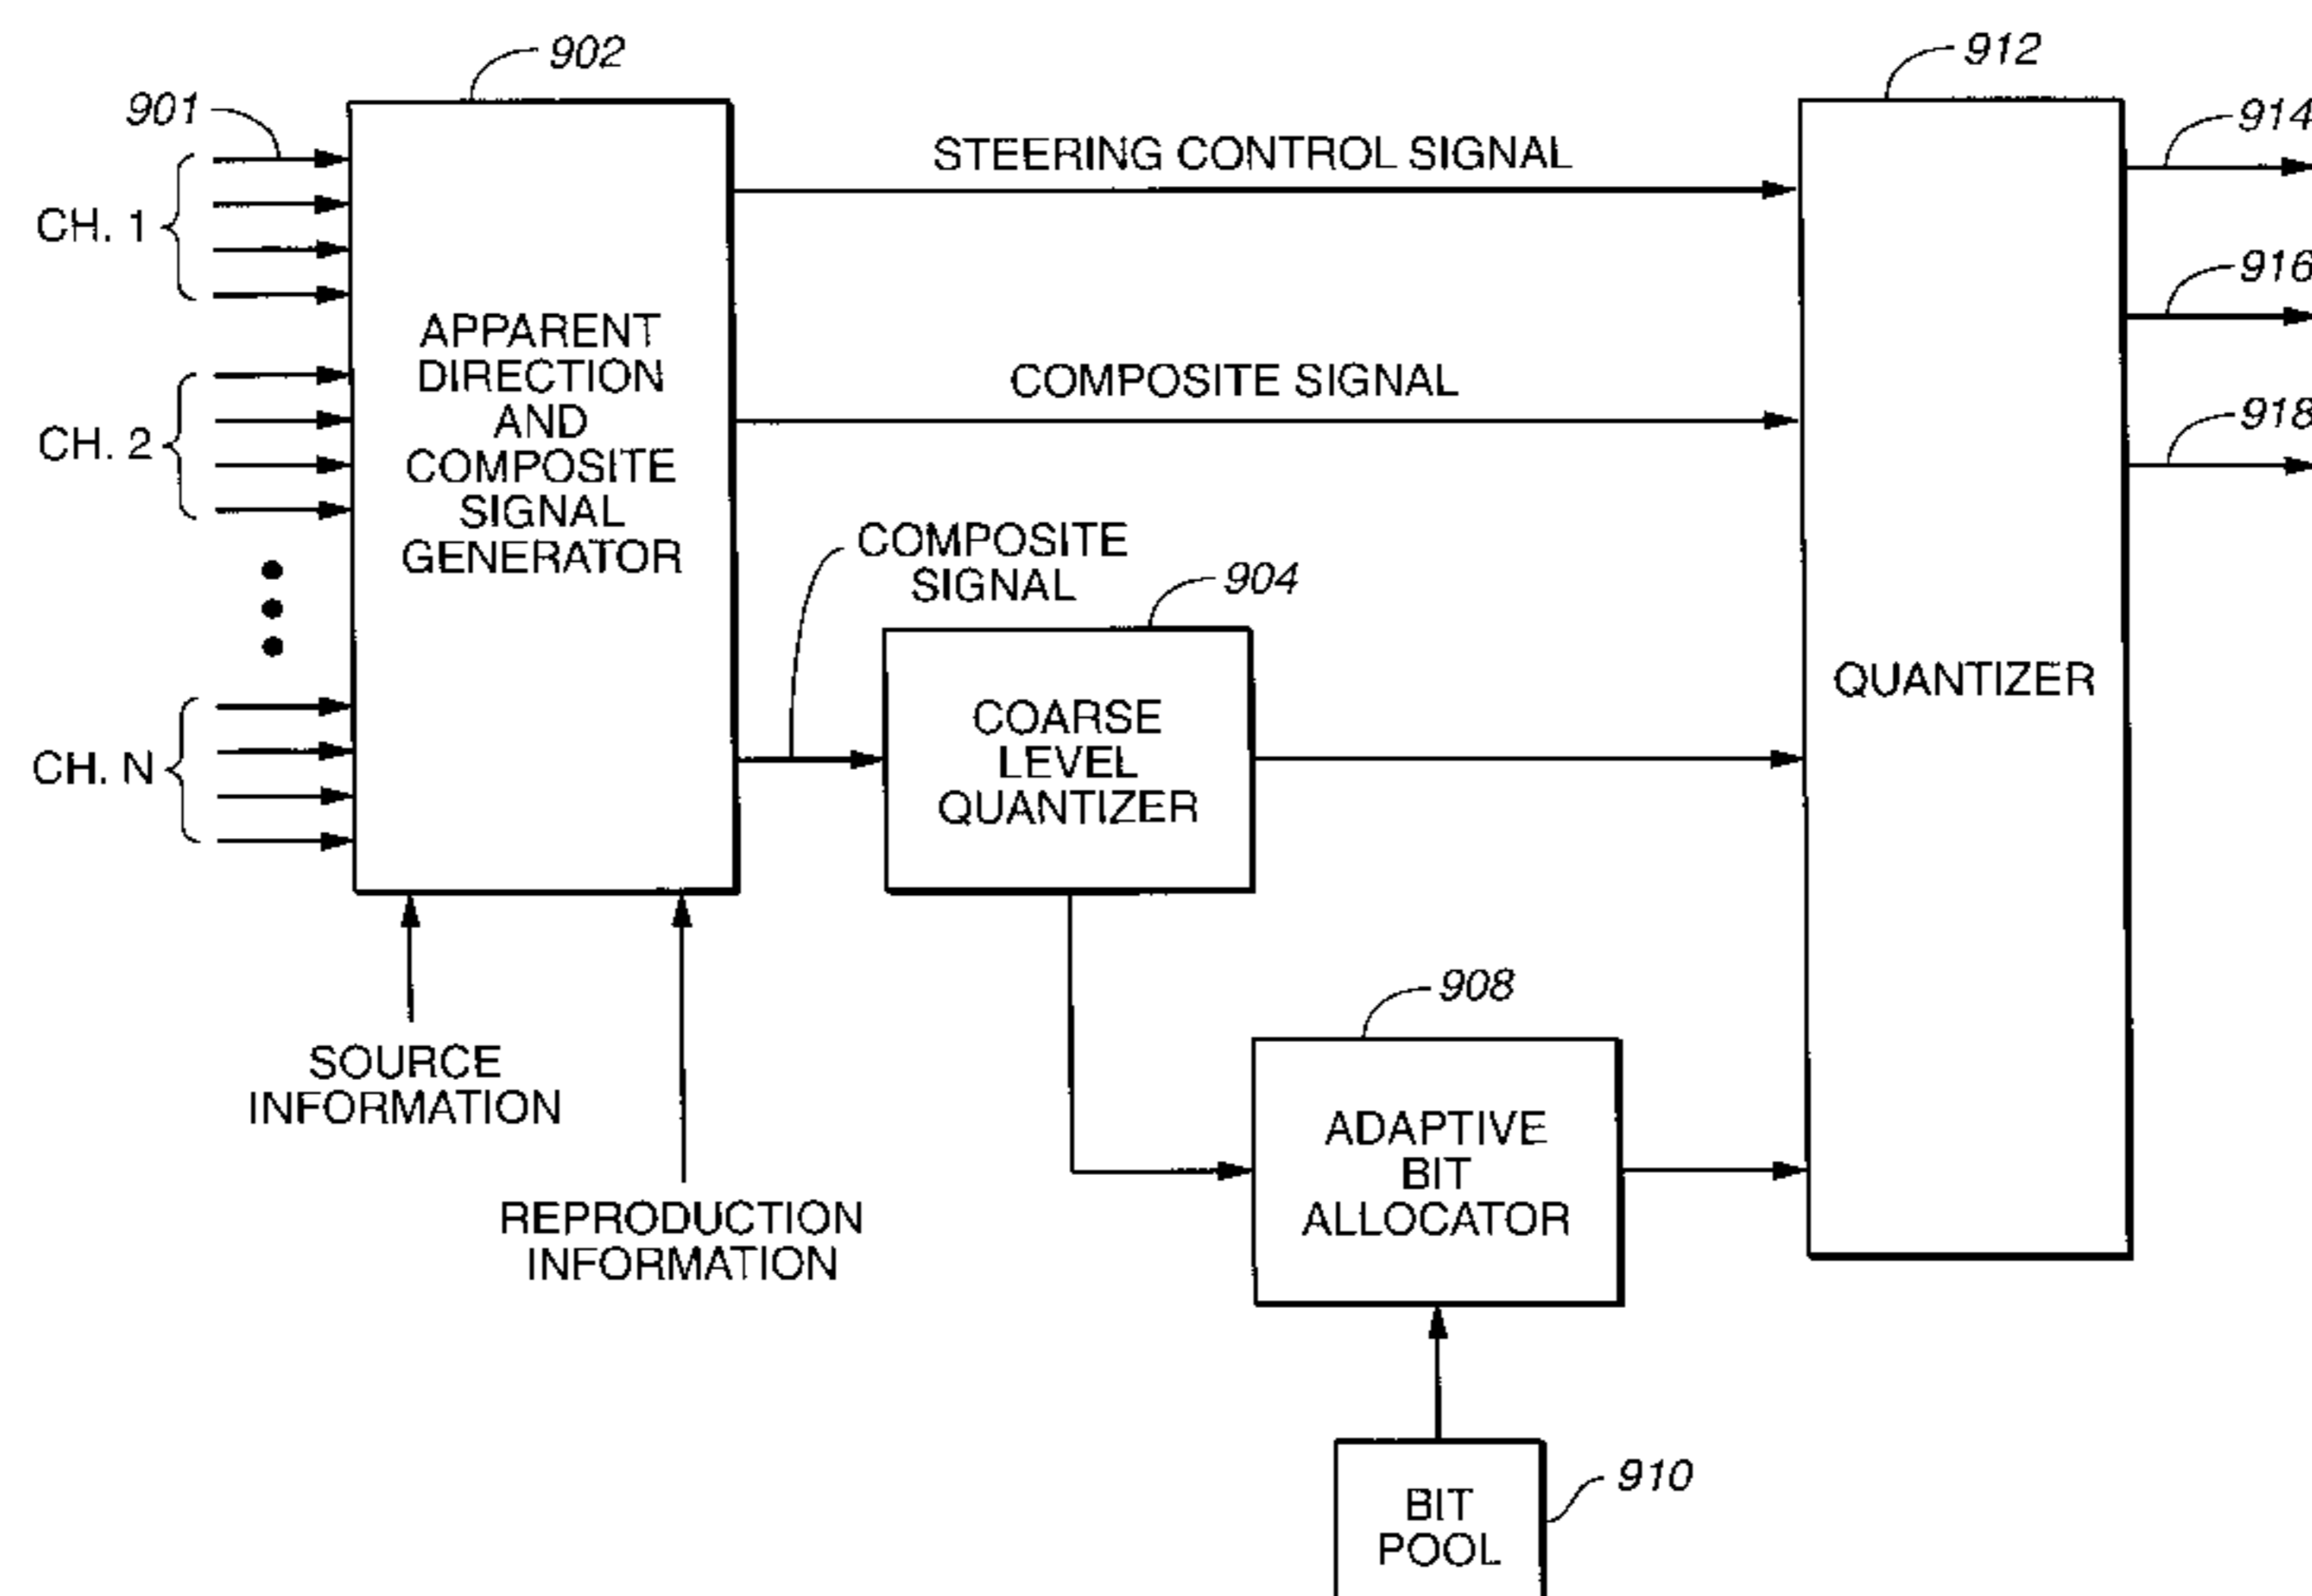 902
912
901
914
STEERING CONTROL SIGNAL
CH. 1
916
APPARENT
DIRECTION
AND
COMPOSITE
SIGNAL
GENERATOR
COMPOSITE SIGNAL
918
CH. 2
COMPOSITE
SIGNAL
904
QUANTIZER
COARSE
LEVEL
QUANTIZER
CH. N
908
SOURCE
INFORMATION
ADAPTIVE
BIT
ALLOCATOR
REPRODUCTION
INFORMATION
910
BIT
POOL